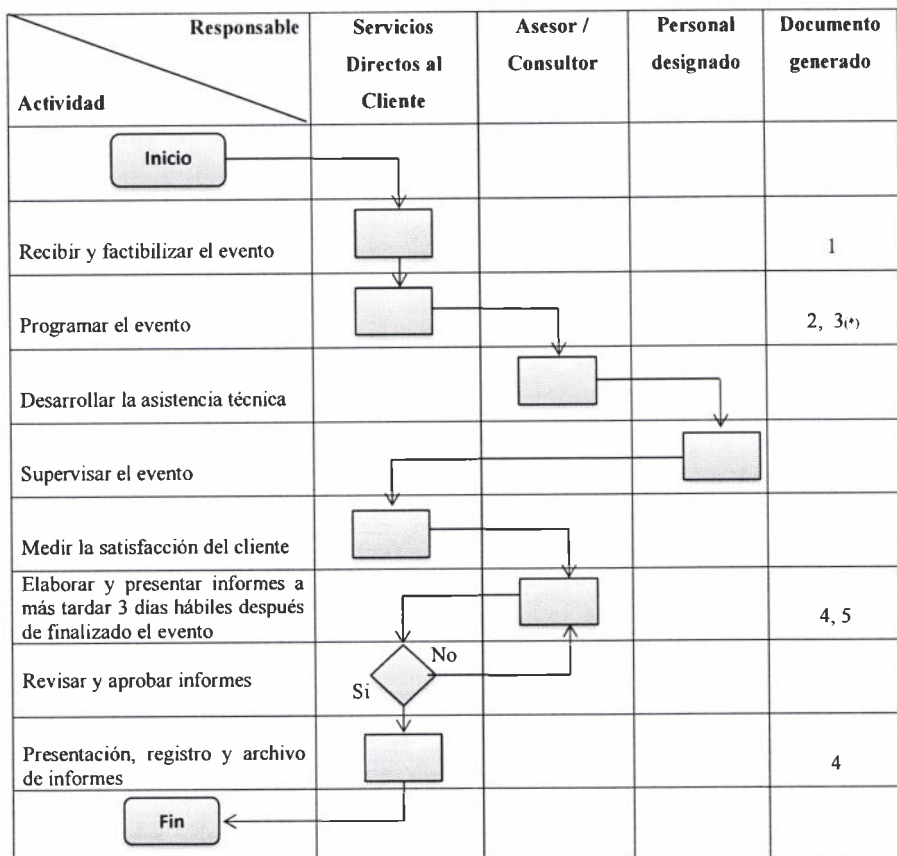 Responsable
Actividad
Servicios
Directos al
Cliente
Asesor /
Consultor
Personal
designado
Documento
generado
Inicio
Recibir y factibilizar el evento
1
Programar el evento
2, 3(*)
Desarrollar la asistencia técnica
Supervisar el evento
Medir la satisfacción del cliente
Elaborar y presentar informes a
más tardar 3 días hábiles después
de finalizado el evento
4, 5
Revisar y aprobar informes
No
Si
Presentación, registro y archivo
de informes
4
Fin